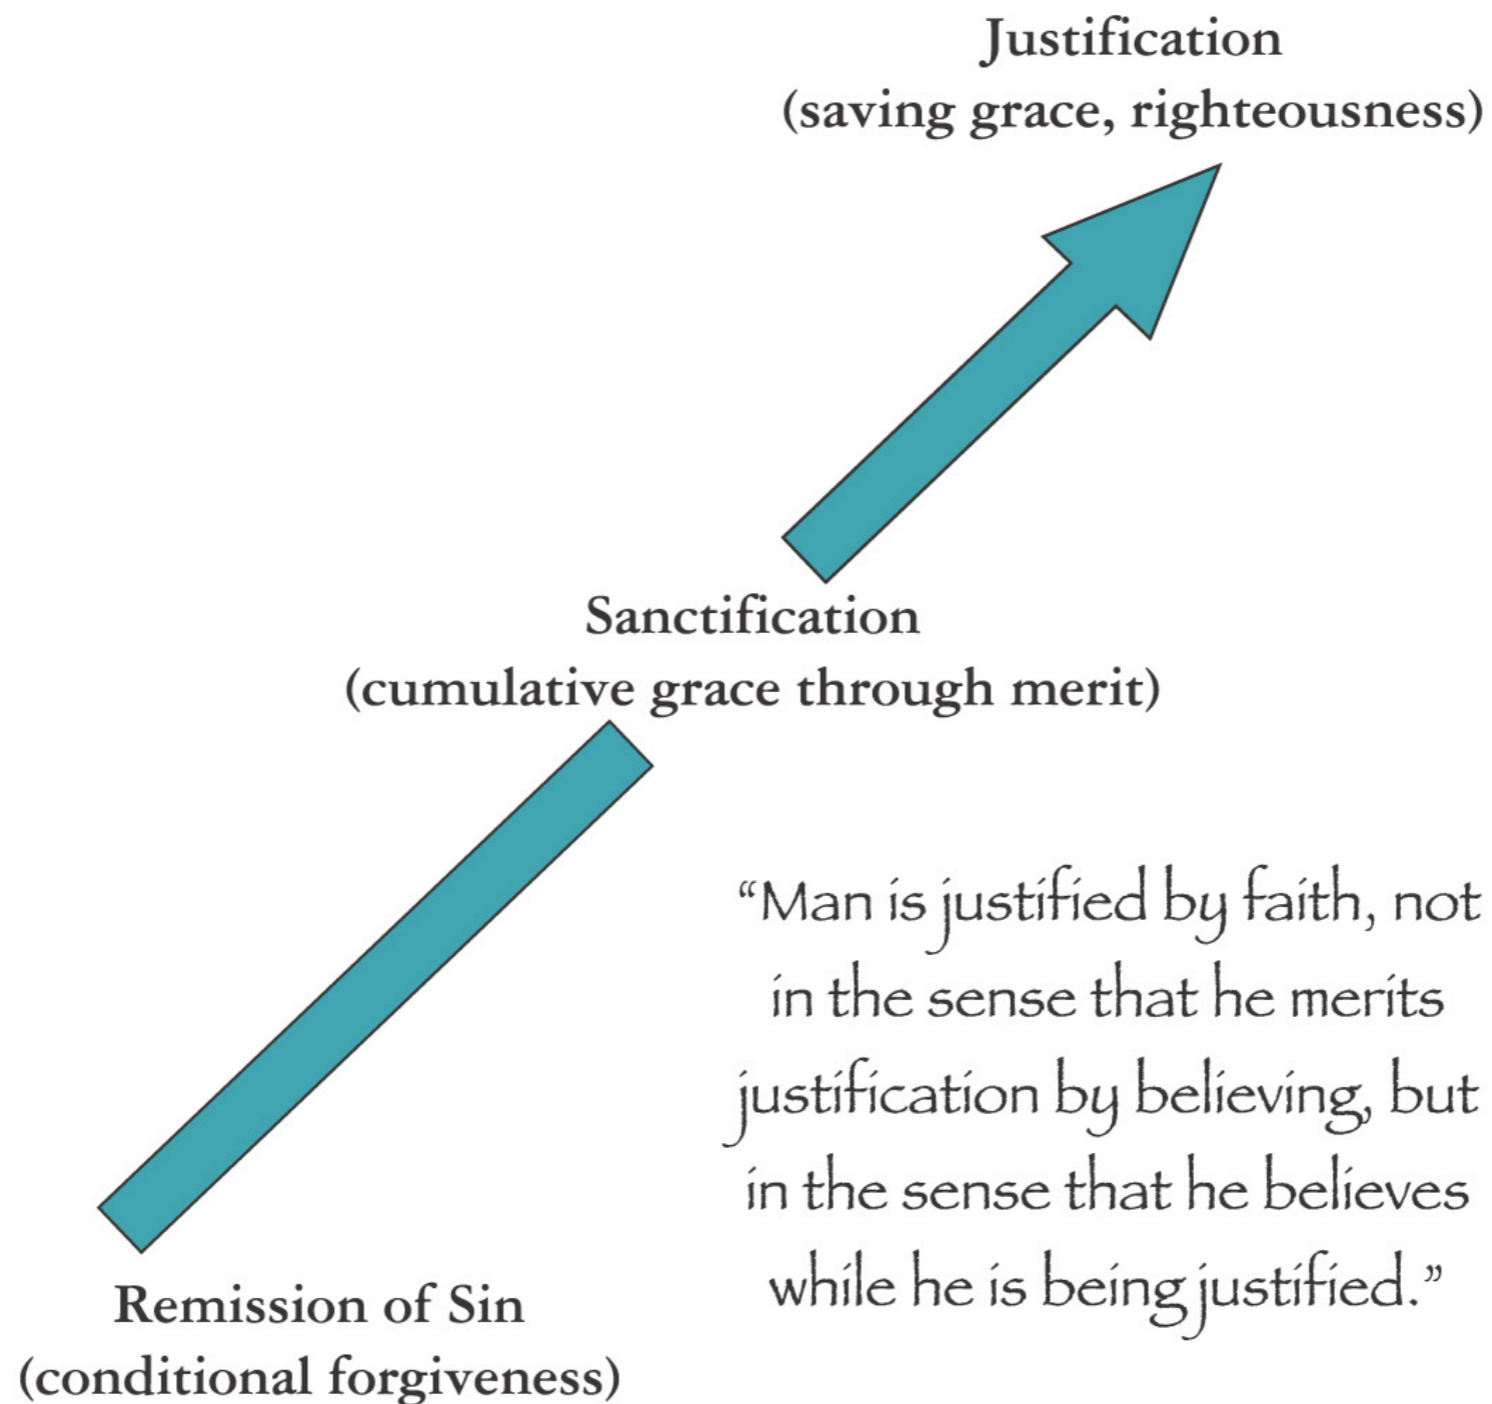 Justification
(saving grace, righteousness)
Sanctification
(cumulative grace through merit)
“Man is justified by faith, not
in the sense that he merits
justification by believing, but
in the sense that he believes
while he is being justified.”
Remission of Sin
(conditional forgiveness)